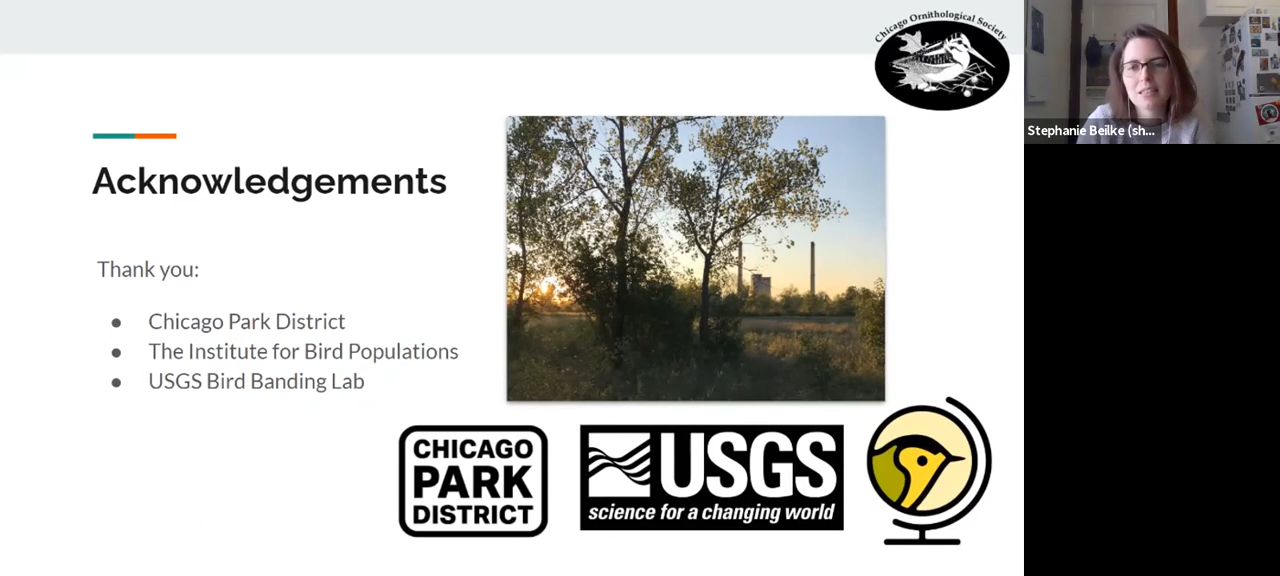 Chicago Ornithological Society
Stephanie Beilke (sh...
Acknowledgements
Thank you:
● Chicago Park District
● The Institute for Bird Populations
● USGS Bird Banding Lab
CHICAGO
PARK
DISTRICT
USGS
science for a changing world